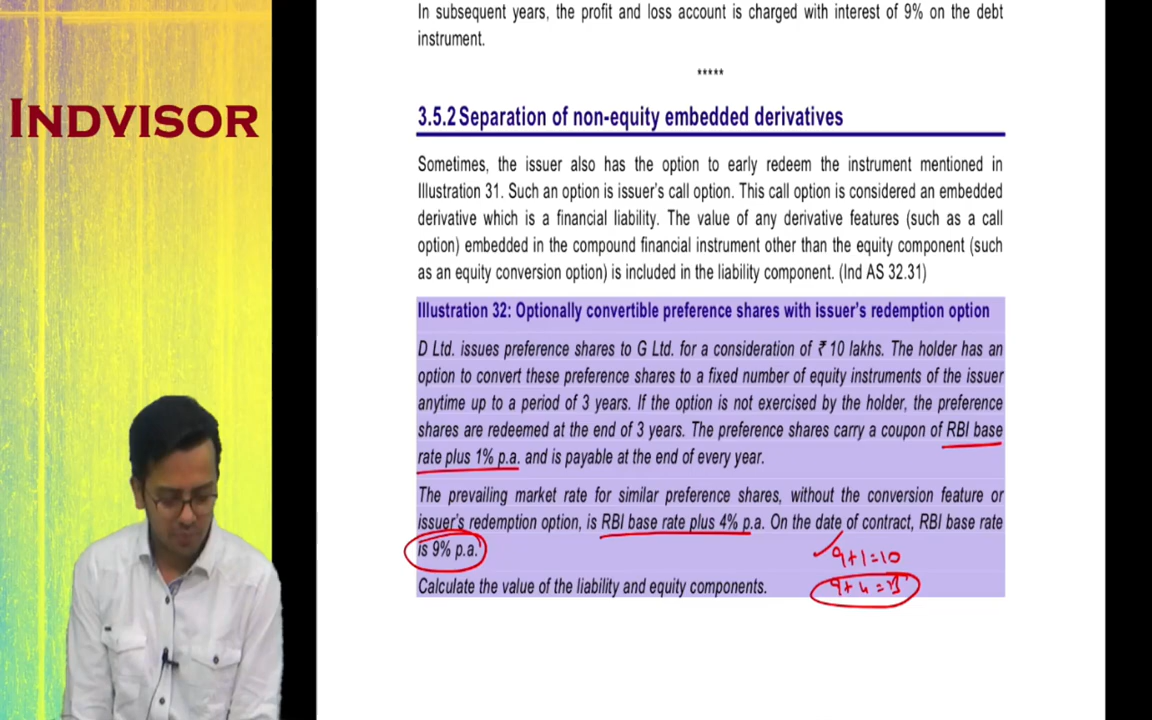 In subsequent years, the profit and loss account is charged with interest of 9% on the debt
instrument.
*****
INDVISOR
3.5.2 Separation of non-equity embedded derivatives
Sometimes, the issuer also has the option to early redeem the instrument mentioned in
Illustration 31. Such an option is issuer's call option. This call option is considered an embedded
derivative which is a financial liability. The value of any derivative features (such as a call
option) embedded in the compound financial instrument other than the equity component (such
as an equity conversion option) is included in the liability component. (Ind AS 32.31)
Illustration 32: Optionally convertible preference shares with issuer's redemption option
D Ltd. issues preference shares to G Ltd. for a consideration of ₹ 10 lakhs. The holder has an
option to convert these preference shares to a fixed number of equity instruments of the issuer
anytime up to a period of 3 years. If the option is not exercised by the holder, the preference
shares are redeemed at the end of 3 years. The preference shares carry a coupon of RBI base
rate plus 1% p.a. and is payable at the end of every year.
The prevailing market rate for similar preference shares, without the conversion feature or
issuer's redemption option, is RBI base rate plus 4% p.a. On the date of contract, RBI base rate
is 9% p.a.
9+1=10
Calculate the value of the liability and equity components.
9+4=13